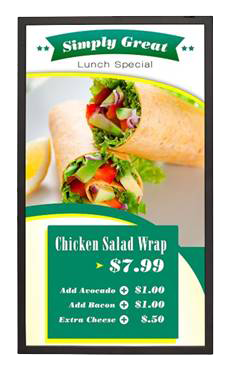 Simply Great
Lunch Special
Chicken Salad Wrap
$7.99
Add Avocado + $1.00
Add Bacon + $1.00
Extra Cheese + $.50